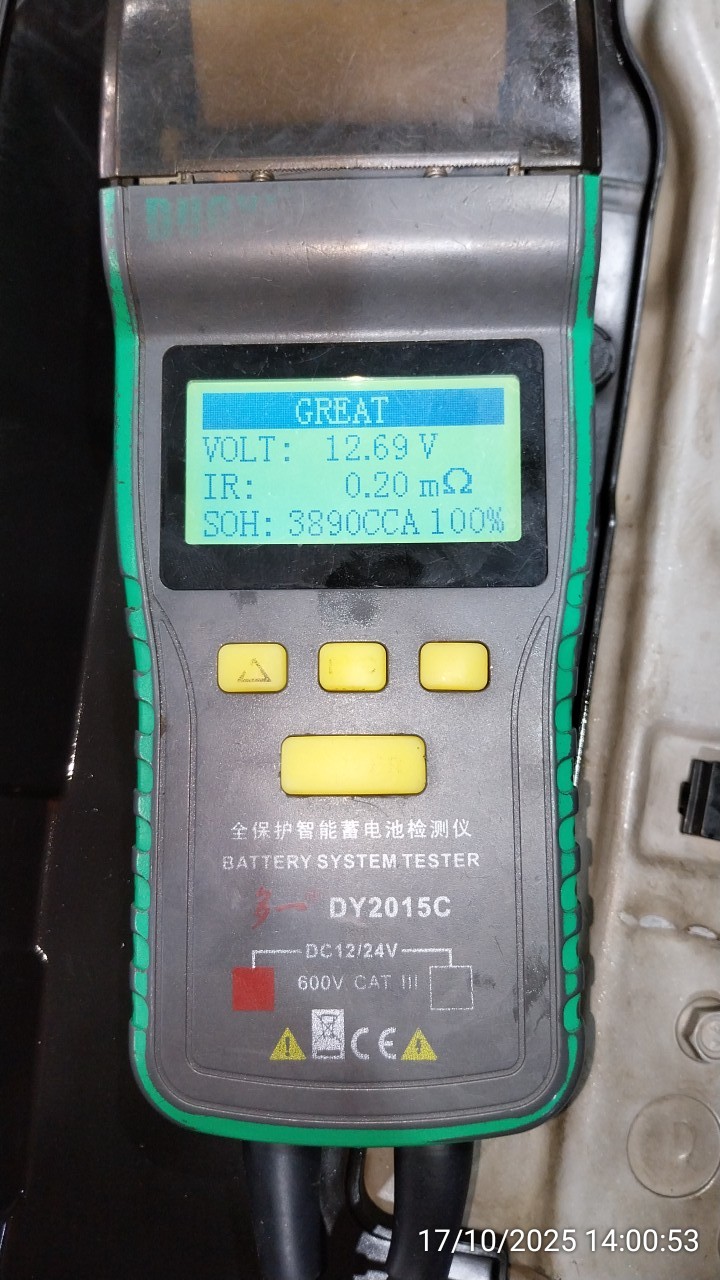 GREAT
VOLT: 12.69 V
IR: 0.20 mΩ
SOH: 3890CCA 100%
全保护智能蓄电池检测仪
BATTERY SYSTEM TESTER
多一 DY2015C
DC12/24V
600V CAT III
CE
17/10/2025 14:00:53